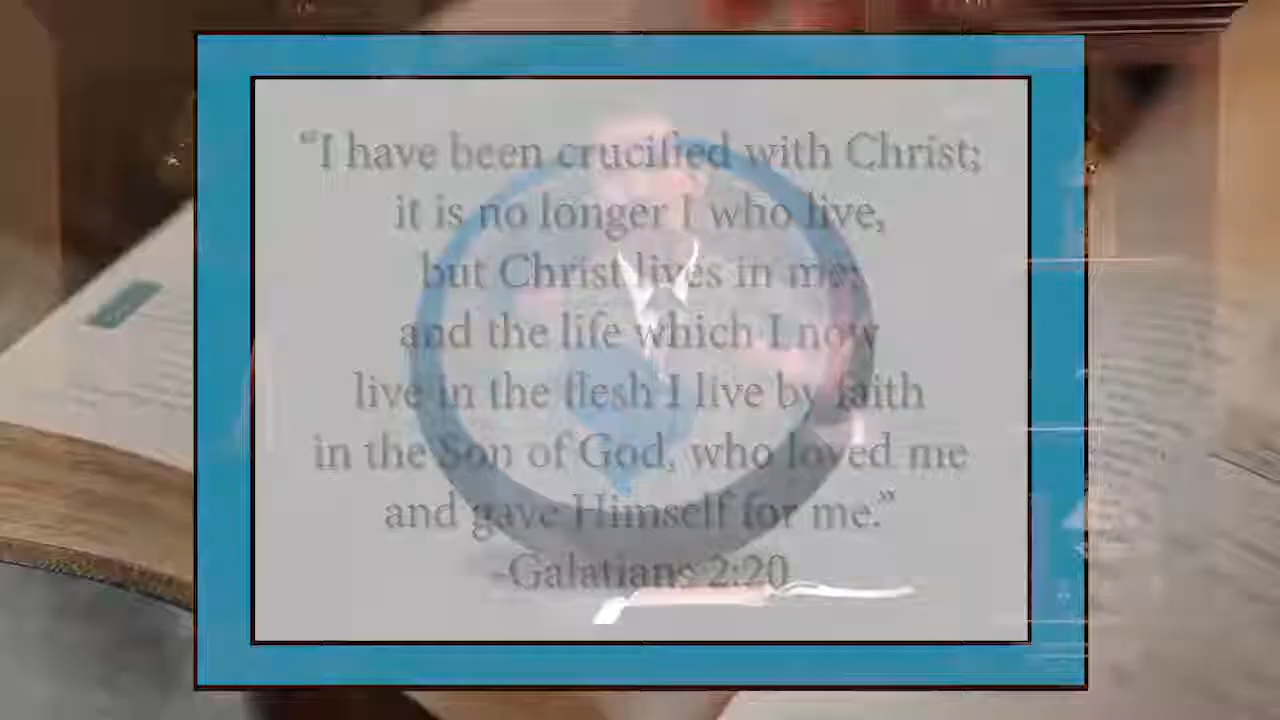 “I have been crucified with Christ;
it is no longer I who live,
but Christ lives in me;
and the life which I now
live in the flesh I live by faith
in the Son of God, who loved me
and gave Himself for me.”
-Galatians 2:20